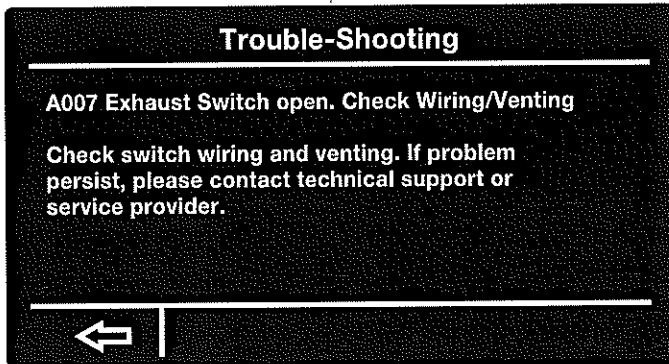 Trouble-Shooting
A007 Exhaust Switch open. Check Wiring/Venting
Check switch wiring and venting. If problem
persist, please contact technical support or
service provider.